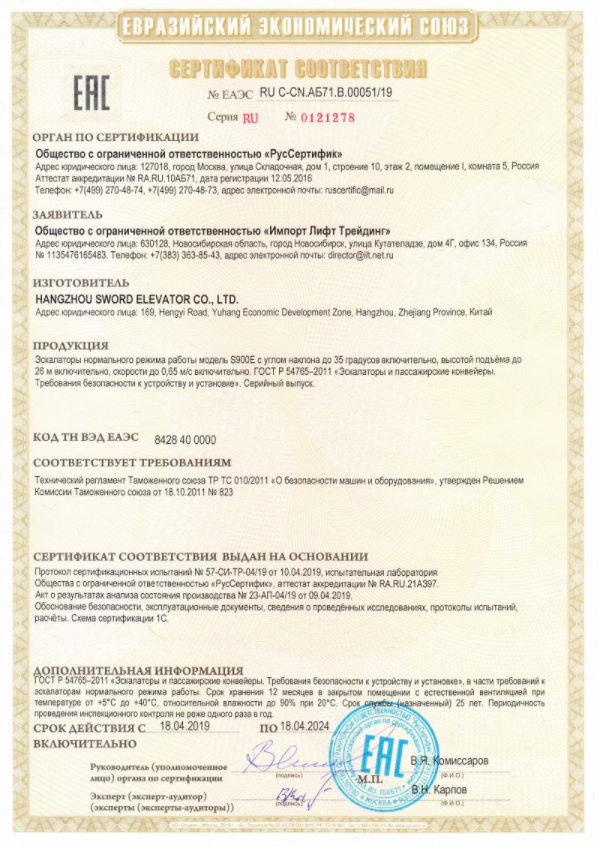 ЕВРАЗИЙСКИЙ ЭКОНОМИЧЕСКИЙ СОЮЗ
СЕРТИФИКАТ СООТВЕТСТВИЯ
ЕАС
№ ЕАЭС RU С-CN.АБ71.В.00051/19
Серия RU № 0121278
ОРГАН ПО СЕРТИФИКАЦИИ
Общество с ограниченной ответственностью «РусСертифик»
Адрес юридического лица: 127018, город Москва, улица Складочная, дом 1, строение 10, этаж 2, помещение I, комната 5, Россия
Аттестат аккредитации № RA.RU.10АБ71, дата регистрации 12.05.2016
Телефон: +7(499) 270-48-74, +7(499) 270-48-73, адрес электронной почты: ruscertific@mail.ru
ЗАЯВИТЕЛЬ
Общество с ограниченной ответственностью «Импорт Лифт Трейдинг»
Адрес юридического лица: 630128, Новосибирская область, город Новосибирск, улица Кутателадзе, дом 4Г, офис 134, Россия
№ 1135476165483. Телефон: +7(383) 363-85-43, адрес электронной почты: director@ilt.net.ru
ИЗГОТОВИТЕЛЬ
HANGZHOU SWORD ELEVATOR CO., LTD.
Адрес юридического лица: 169, Hengyi Road, Yuhang Economic Development Zone, Hangzhou, Zhejiang Province, Китай
ПРОДУКЦИЯ
Эскалаторы нормального режима работы модель S900E с углом наклона до 35 градусов включительно, высотой подъёма до
26 м включительно, скорости до 0,65 м/с включительно. ГОСТ Р 54765–2011 «Эскалаторы и пассажирские конвейеры.
Требования безопасности к устройству и установке». Серийный выпуск.
КОД ТН ВЭД ЕАЭС 8428 40 0000
СООТВЕТСТВУЕТ ТРЕБОВАНИЯМ
Технический регламент Таможенного союза ТР ТС 010/2011 «О безопасности машин и оборудования», утвержден Решением
Комиссии Таможенного союза от 18.10.2011 № 823
СЕРТИФИКАТ СООТВЕТСТВИЯ ВЫДАН НА ОСНОВАНИИ
Протокол сертификационных испытаний № 57-СИ-ТР-04/19 от 10.04.2019, испытательная лаборатория
Общества с ограниченной ответственностью «РусСертифик», аттестат аккредитации № RA.RU.21А397.
Акт о результатах анализа состояния производства № 23-АП-04/19 от 09.04.2019.
Обоснование безопасности, эксплуатационные документы, сведения о проведённых исследованиях, протоколы испытаний,
расчёты. Схема сертификации 1С.
ДОПОЛНИТЕЛЬНАЯ ИНФОРМАЦИЯ
ГОСТ Р 54765–2011 «Эскалаторы и пассажирские конвейеры. Требования безопасности к устройству и установке», в части требований к
эскалаторам нормального режима работы. Срок хранения 12 месяцев в закрытом помещении с естественной вентиляцией при
температуре от +5°С до +40°С, относительной влажности до 90% при 20°С. Срок службы (назначенный) 25 лет. Периодичность
проведения инспекционного контроля не реже одного раза в год.
СРОК ДЕЙСТВИЯ С 18.04.2019 ПО 18.04.2024
ВКЛЮЧИТЕЛЬНО
Руководитель (уполномоченное
лицо) органа по сертификации
(подпись)
М.П.
В.Я. Комиссаров
(Ф.И.О.)
Эксперт (эксперт-аудитор)
(эксперты (эксперты-аудиторы))
(подпись)
В.Н. Карпов
(Ф.И.О.)
ЕАС
МОСКВА